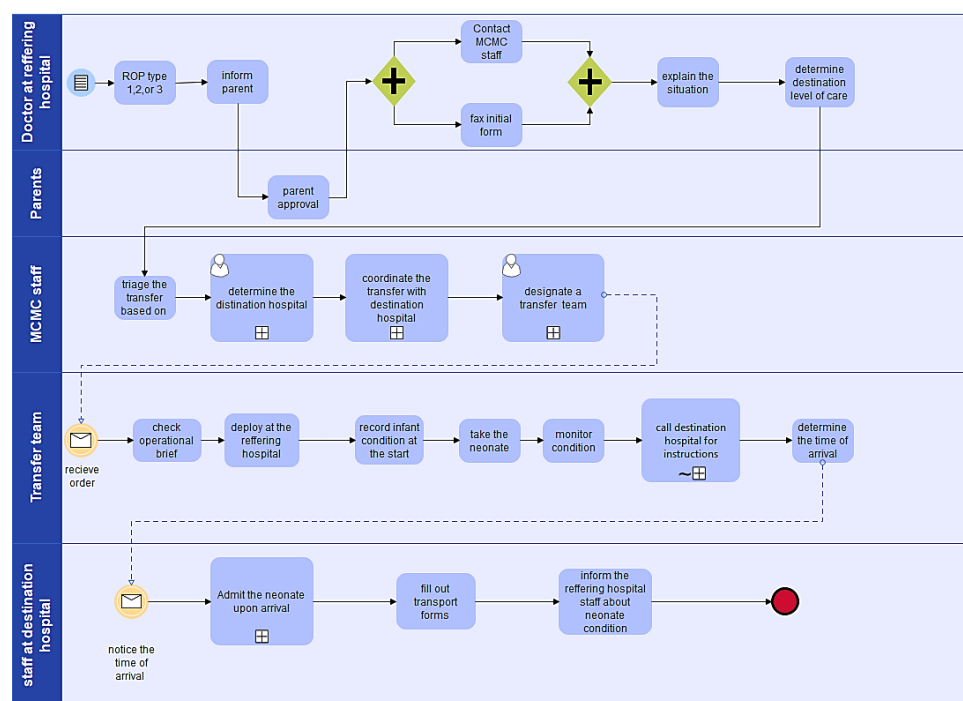 Doctor at reffering
hospital
ROP type
1,2,or 3
inform
parent
Contact
MCMC
staff
fax initial
form
explain the
situation
determine
destination
level of care
Parents
parent
approval
MCMC staff
triage the
transfer
based on
determine the
distination hospital
coordinate the
transfer with
destination
hospital
designate a
transfer team
Transfer team
recieve
order
check
operational
brief
deploy at the
reffering
hospital
record infant
condition at
the start
take the
neonate
monitor
condition
call destination
hospital for
instructions
determine
the time of
arrival
staff at destination
hospital
notice the
time of
arrival
Admit the neonate
upon arrival
fill out
transport
forms
inform the
reffering hospital
staff about
neonate
condition